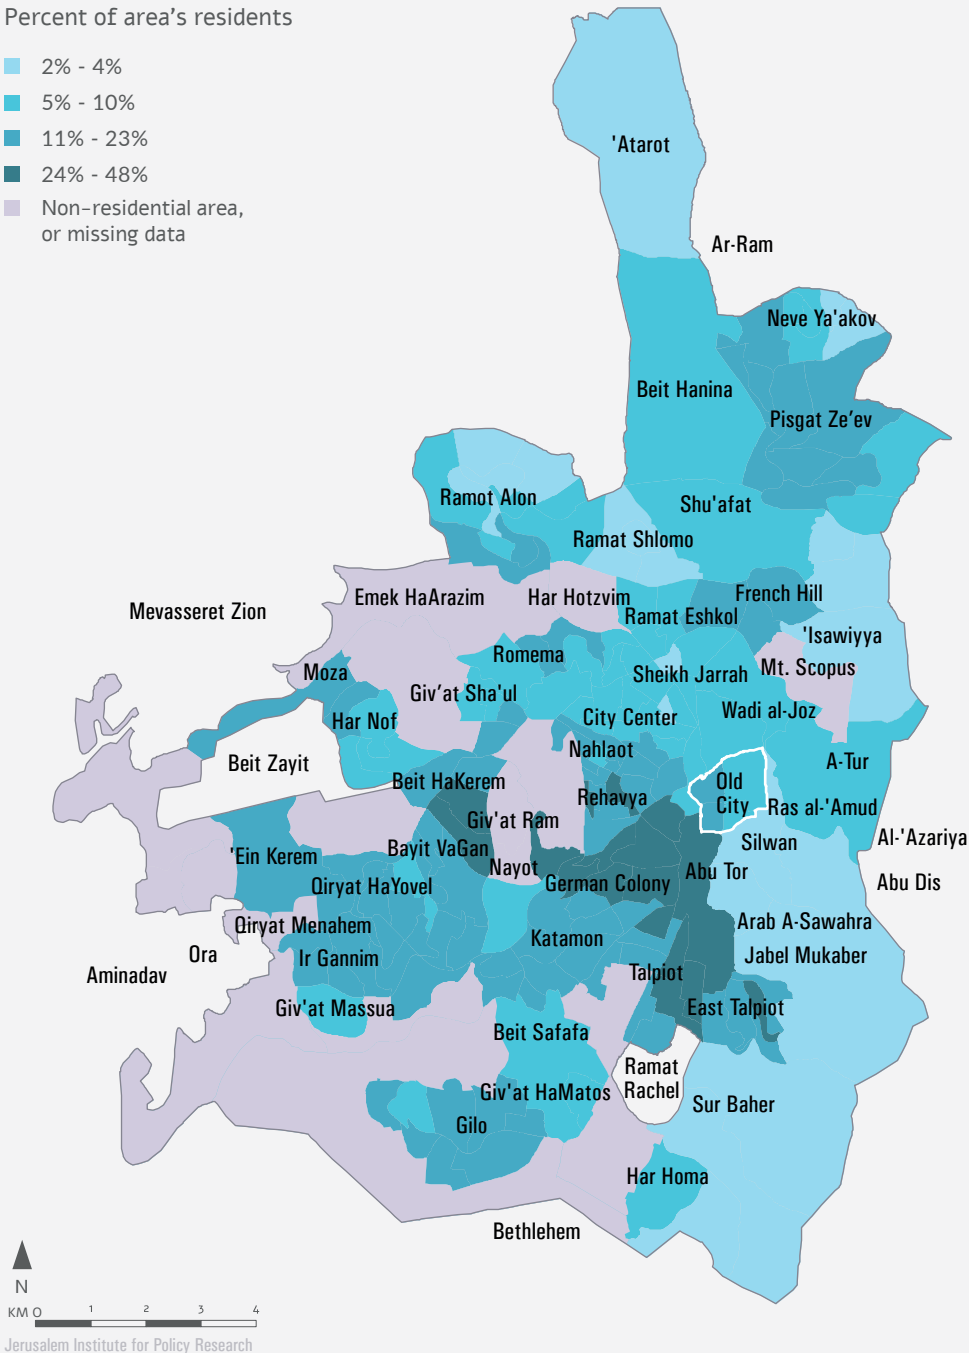 Percent of area's residents
2% - 4%
5% - 10%
11% - 23%
24% - 48%
Non-residential area,
or missing data
'Atarot
Ar-Ram
Neve Ya'akov
Beit Hanina
Pisgat Ze'ev
Ramot Alon
Shu'afat
Ramat Shlomo
Emek HaArazim
Har Hotzvim
French Hill
Mevasseret Zion
Ramat Eshkol
'Isawiyya
Romema
Moza
Sheikh Jarrah
Mt. Scopus
Giv'at Sha'ul
Har Nof
City Center
Wadi al-Joz
Nahlaot
Beit Zayit
A-Tur
Beit HaKerem
Old
City
Rehavya
Ras al-'Amud
Giv'at Ram
Al-'Azariya
Silwan
Bayit VaGan
'Ein Kerem
Nayot
Abu Tor
Abu Dis
Qiryat HaYovel
German Colony
Qiryat Menahem
Arab A-Sawahra
Katamon
Ora
Ir Gannim
Jabel Mukaber
Aminadav
Talpiot
Giv'at Massua
East Talpiot
Beit Safafa
Ramat
Rachel
Giv'at HaMatos
Sur Baher
Gilo
Har Homa
Bethlehem
N
KM 0 1 2 3 4
Jerusalem Institute for Policy Research